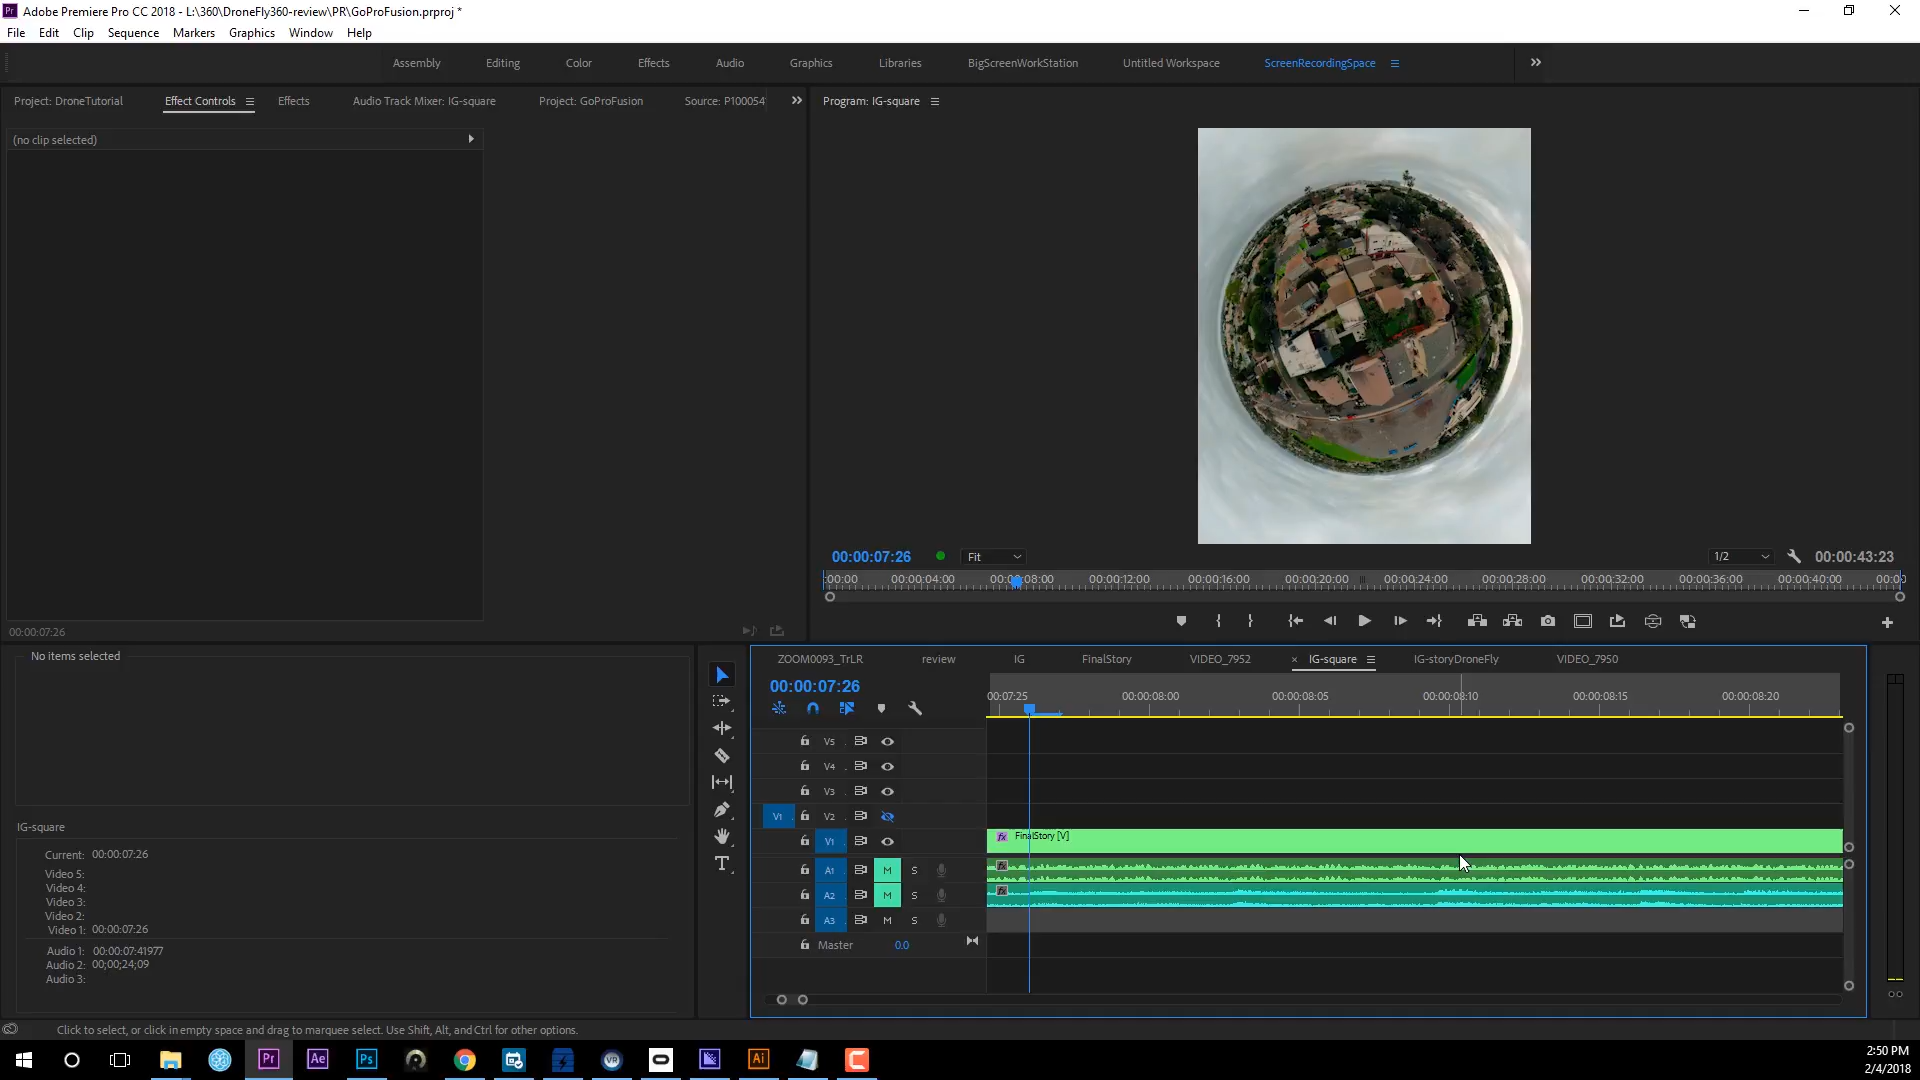 Pr Adobe Premiere Pro CC 2018 - L:\360\DroneFly360-review\PR\GoProFusion.prproj *
File Edit Clip Sequence Markers Graphics Window Help
Assembly Editing Color Effects Audio Graphics Libraries BigScreenWorkStation Untitled Workspace ScreenRecordingSpace
Project: DroneTutorial Effect Controls Effects Audio Track Mixer: IG-square Project: GoProFusion Source: P100054
Program: IG-square
(no clip selected)
00:00:07:26 Fit 1/2 00:00:43:23
:00:00 00:00:04:00 00:00:08:00 00:00:12:00 00:00:16:00 00:00:20:00 00:00:24:00 00:00:28:00 00:00:32:00 00:00:36:00 00:00:40:00 00:00
00:00:07:26
No items selected
ZOOM0093_TrLR review IG FinalStory VIDEO_7952 × IG-square IG-storyDroneFly VIDEO_7950
00:00:07:26
00:07:25 00:00:08:00 00:00:08:05 00:00:08:10 00:00:08:15 00:00:08:20
V5
V4
V3
V1 V2
V1 fx FinalStory [V]
A1 M S fx
A2 M S fx
A3 M S
Master 0.0
IG-square
Current: 00:00:07:26
Video 5:
Video 4:
Video 3:
Video 2:
Video 1: 00:00:07:26
Audio 1: 00:00:07:41977
Audio 2: 00;00;24;09
Audio 3:
T
Click to select, or click in empty space and drag to marquee select. Use Shift, Alt, and Ctrl for other options.
Pr Ae Ps VR Ai
2:50 PM
2/4/2018